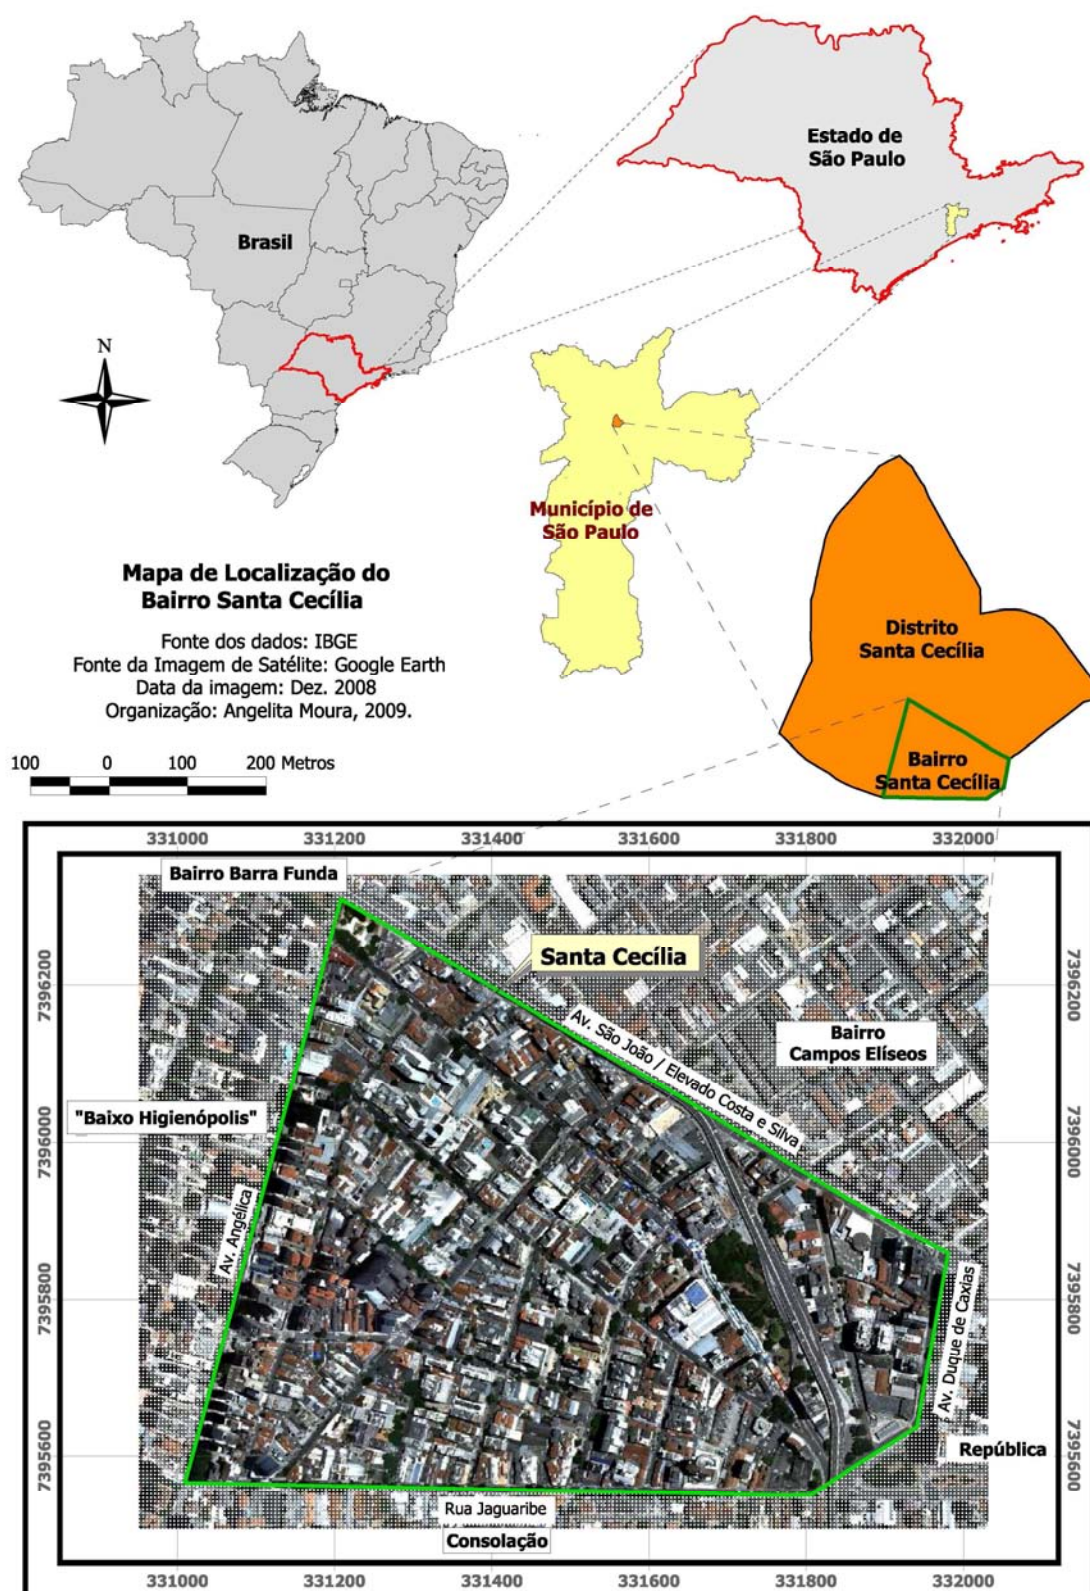 Estado de
São Paulo
Brasil
N
Município de
São Paulo
Mapa de Localização do
Bairro Santa Cecília
Fonte dos dados: IBGE
Fonte da Imagem de Satélite: Google Earth
Data da imagem: Dez. 2008
Organização: Angelita Moura, 2009.
Distrito
Santa Cecília
Bairro
Santa Cecília
100 0 100 200 Metros
331000 331200 331400 331600 331800 332000
Bairro Barra Funda
Santa Cecília
7396200
7396200
Av. São João / Elevado Costa e Silva
Bairro
Campos Elíseos
"Baixo Higienópolis"
7396000
7396000
Av. Angélica
7395800
7395800
Av. Duque de Caxias
República
7395600
7395600
Rua Jaguaribe
Consolação
331000 331200 331400 331600 331800 332000